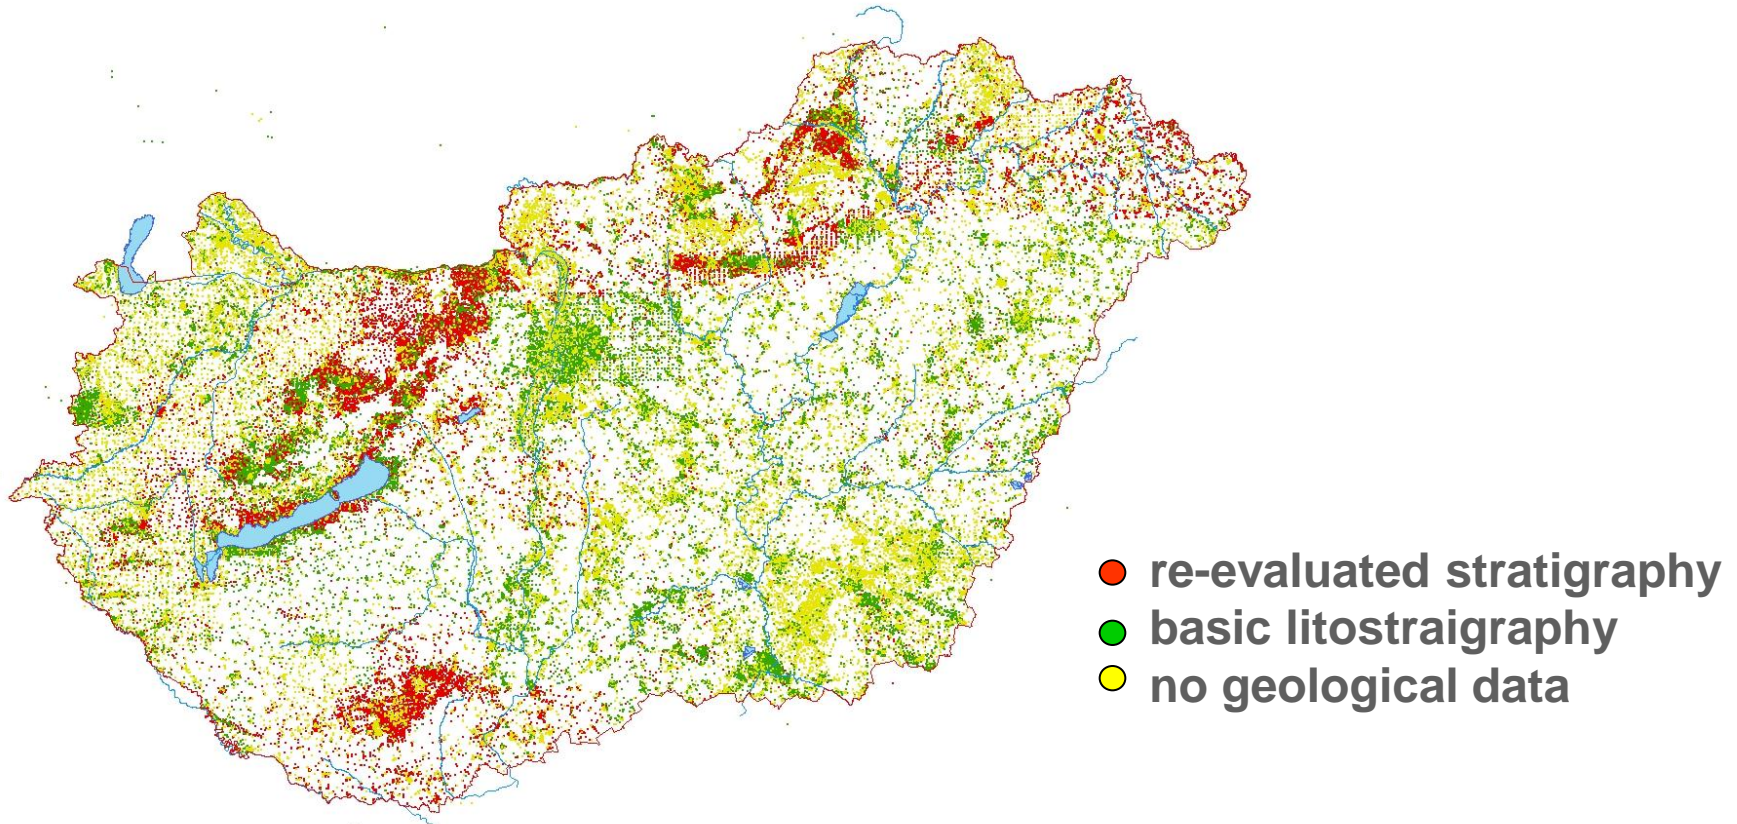 re-evaluated stratigraphy
basic litostraigraphy
no geological data